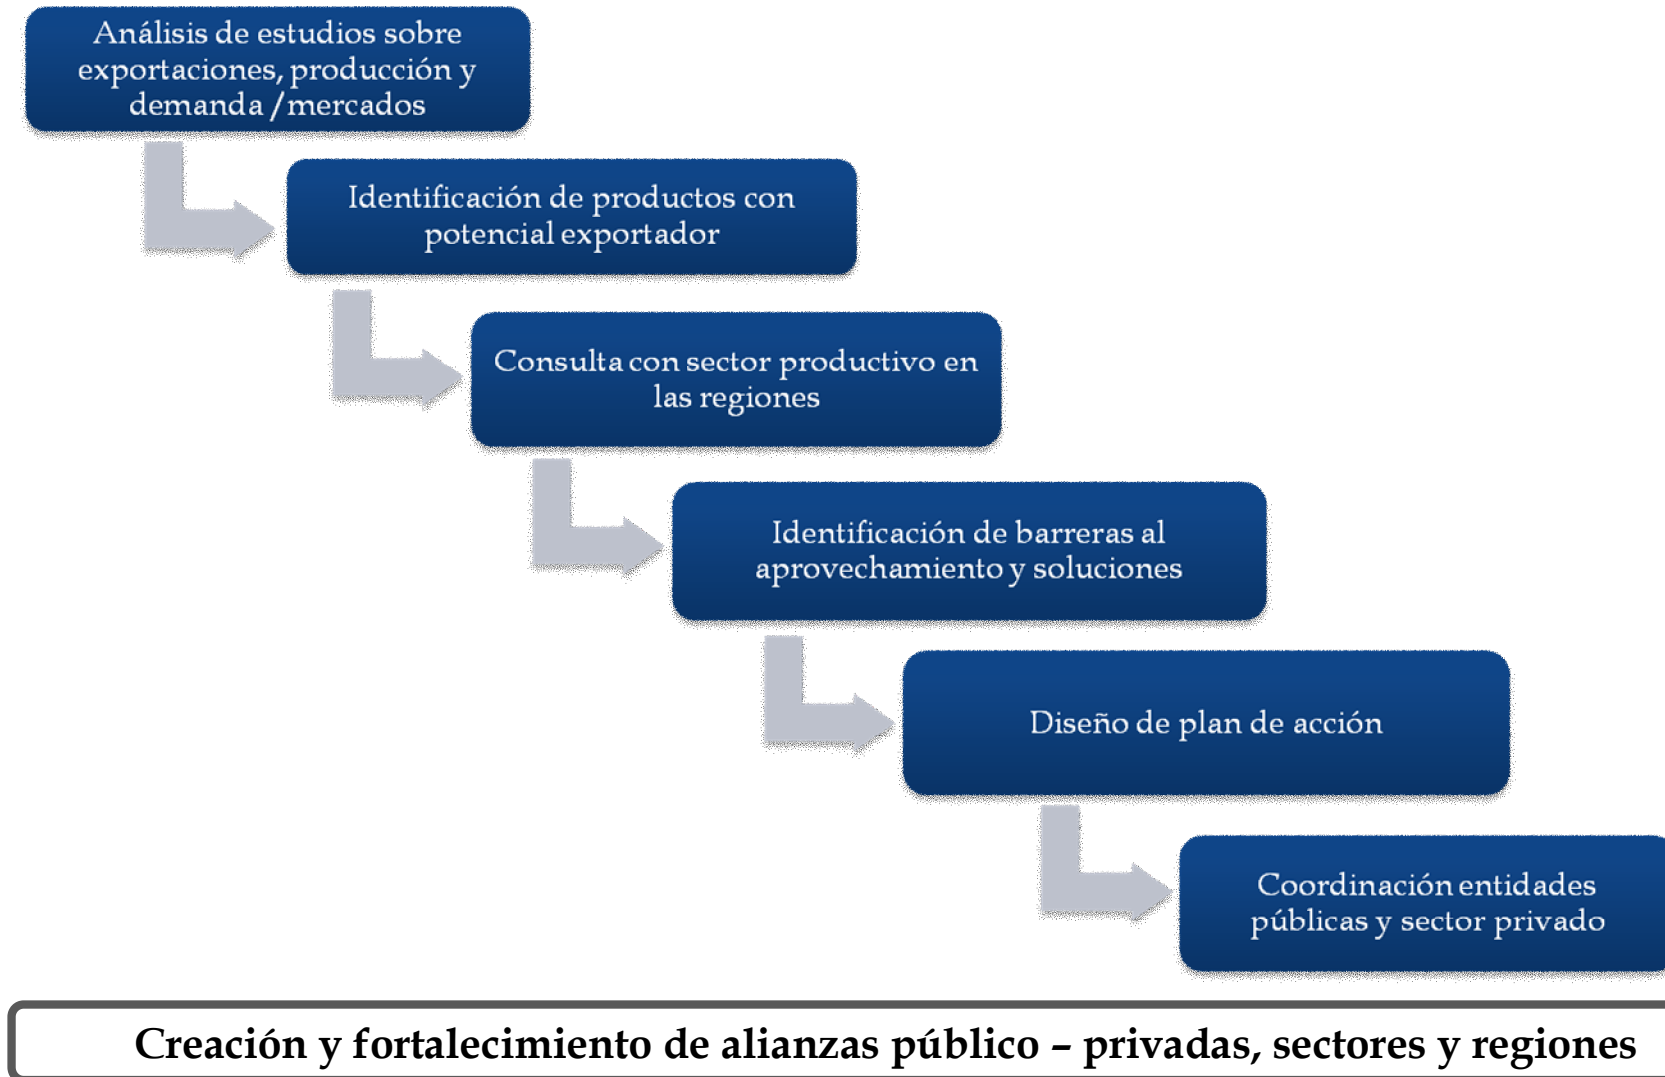 Análisis de estudios sobre
exportaciones, producción y
demanda /mercados
Identificación de productos con
potencial exportador
Consulta con sector productivo en
las regiones
Identificación de barreras al
aprovechamiento y soluciones
Diseño de plan de acción
Coordinación entidades
públicas y sector privado
Creación y fortalecimiento de alianzas público – privadas, sectores y regiones